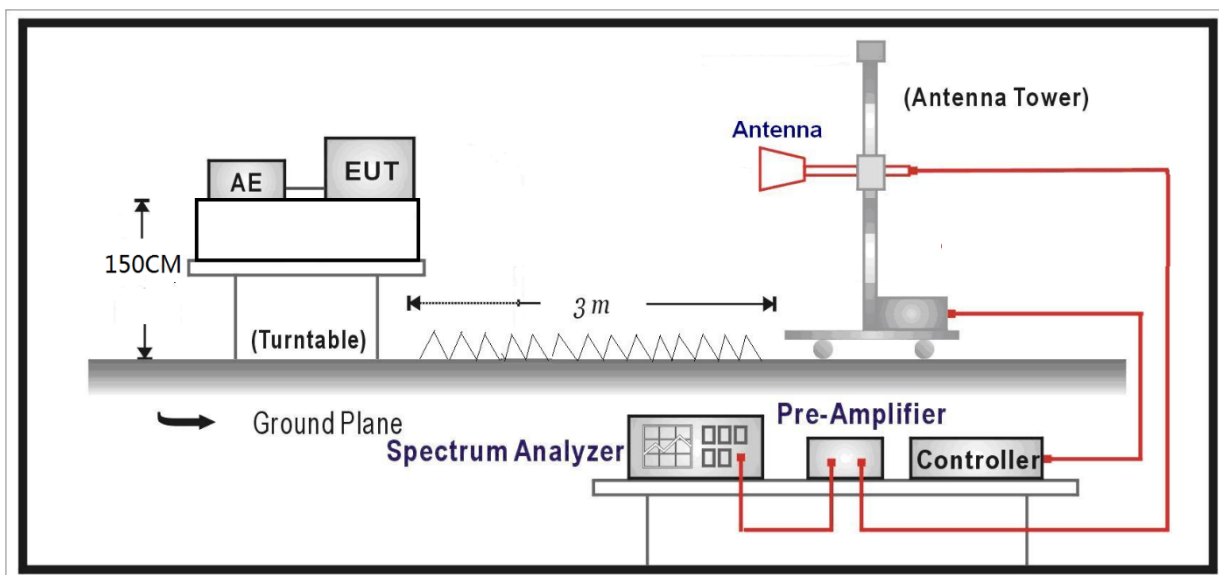 (Antenna Tower)
Antenna
EUT
AE
150CM
3 m
(Turntable)
Ground Plane
Pre-Amplifier
Spectrum Analyzer
Controller